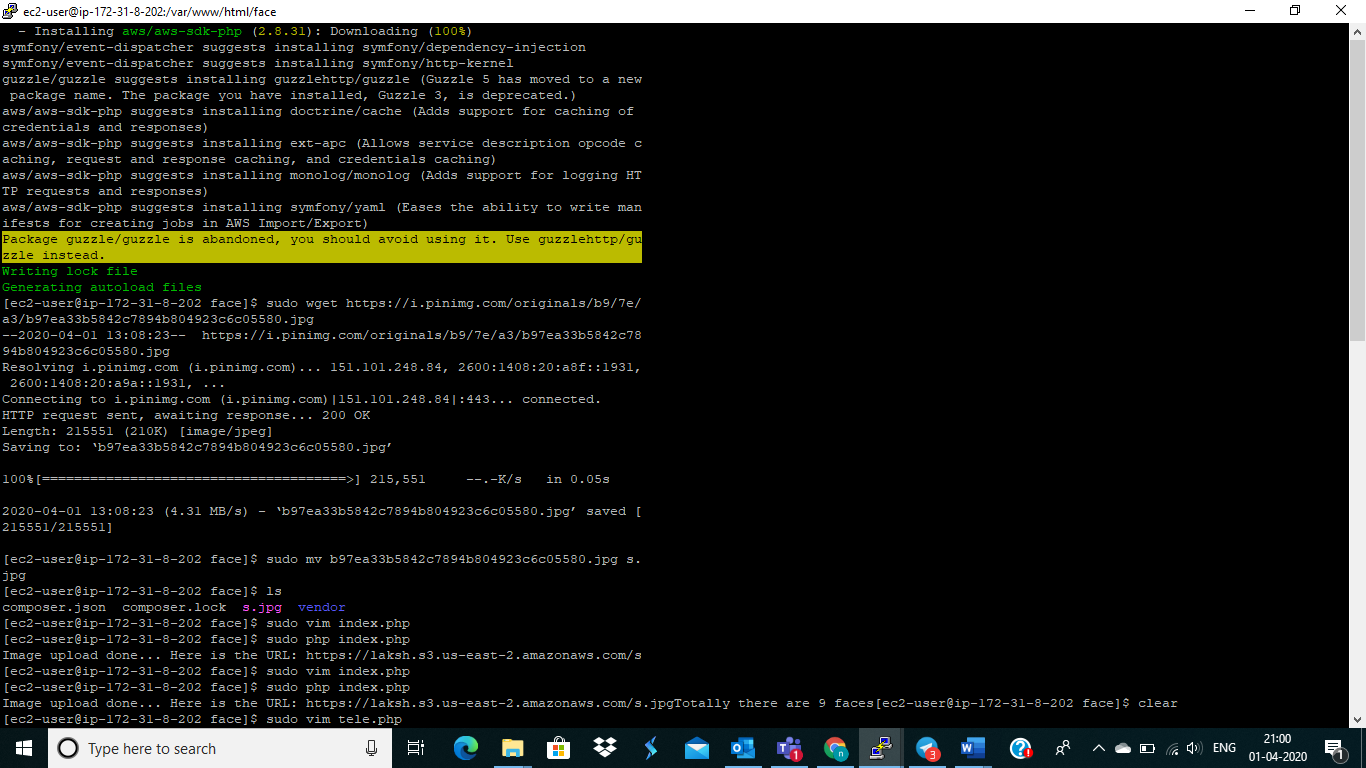 ec2-user@ip-172-31-8-202:/var/www/html/face
  - Installing aws/aws-sdk-php (2.8.31): Downloading (100%)
symfony/event-dispatcher suggests installing symfony/dependency-injection
symfony/event-dispatcher suggests installing symfony/http-kernel
guzzle/guzzle suggests installing guzzlehttp/guzzle (Guzzle 5 has moved to a new
 package name. The package you have installed, Guzzle 3, is deprecated.)
aws/aws-sdk-php suggests installing doctrine/cache (Adds support for caching of
credentials and responses)
aws/aws-sdk-php suggests installing ext-apc (Allows service description opcode c
aching, request and response caching, and credentials caching)
aws/aws-sdk-php suggests installing monolog/monolog (Adds support for logging HT
TP requests and responses)
aws/aws-sdk-php suggests installing symfony/yaml (Eases the ability to write man
ifests for creating jobs in AWS Import/Export)
Package guzzle/guzzle is abandoned, you should avoid using it. Use guzzlehttp/gu
zzle instead.
Writing lock file
Generating autoload files
[ec2-user@ip-172-31-8-202 face]$ sudo wget https://i.pinimg.com/originals/b9/7e/
a3/b97ea33b5842c7894b804923c6c05580.jpg
--2020-04-01 13:08:23--  https://i.pinimg.com/originals/b9/7e/a3/b97ea33b5842c78
94b804923c6c05580.jpg
Resolving i.pinimg.com (i.pinimg.com)... 151.101.248.84, 2600:1408:20:a8f::1931,
 2600:1408:20:a9a::1931, ...
Connecting to i.pinimg.com (i.pinimg.com)|151.101.248.84|:443... connected.
HTTP request sent, awaiting response... 200 OK
Length: 215551 (210K) [image/jpeg]
Saving to: ‘b97ea33b5842c7894b804923c6c05580.jpg’
100%[======================================>] 215,551     --.-K/s   in 0.05s
2020-04-01 13:08:23 (4.31 MB/s) - ‘b97ea33b5842c7894b804923c6c05580.jpg’ saved [
215551/215551]
[ec2-user@ip-172-31-8-202 face]$ sudo mv b97ea33b5842c7894b804923c6c05580.jpg s.
jpg
[ec2-user@ip-172-31-8-202 face]$ ls
composer.json  composer.lock  s.jpg  vendor
[ec2-user@ip-172-31-8-202 face]$ sudo vim index.php
[ec2-user@ip-172-31-8-202 face]$ sudo php index.php
Image upload done... Here is the URL: https://laksh.s3.us-east-2.amazonaws.com/s
[ec2-user@ip-172-31-8-202 face]$ sudo vim index.php
[ec2-user@ip-172-31-8-202 face]$ sudo php index.php
Image upload done... Here is the URL: https://laksh.s3.us-east-2.amazonaws.com/s.jpgTotally there are 9 faces[ec2-user@ip-172-31-8-202 face]$ clear
[ec2-user@ip-172-31-8-202 face]$ sudo vim tele.php
Type here to search
1
3
ENG
21:00
01-04-2020
1